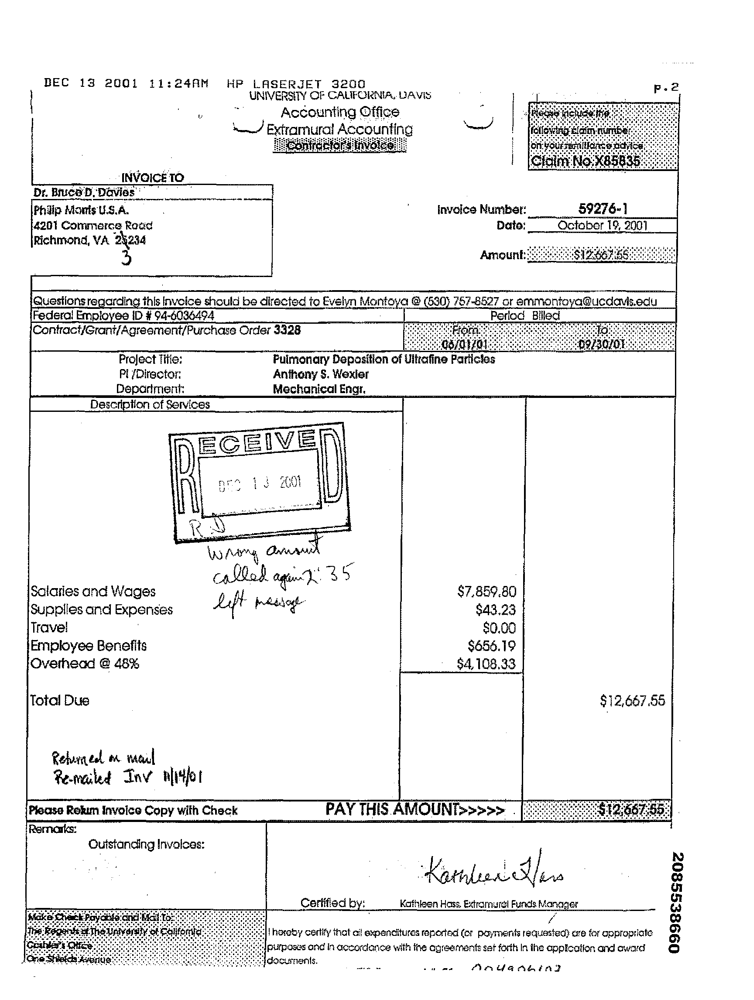 DEC 13 2001 11:24AM HP LASERJET 3200 p.2
UNIVERSITY OF CALIFORNIA, DAVIS
Accounting Office
Extramural Accounting
Contractor's Invoice
Please include the
following claim number
on your remittance advice
Claim No.X85835
INVOICE TO
Dr. Bruce D. Davies
Philip Morris U.S.A.
4201 Commerce Road
Richmond, VA 23234
3
Invoice Number: 59276-1
Date: October 19, 2001
Amount: $12,667.55
Questions regarding this invoice should be directed to Evelyn Montoya @ (530) 757-8527 or emmontoya@ucdavis.edu
Federal Employee ID # 94-6036494 Period Billed
Contract/Grant/Agreement/Purchase Order 3328 From To
06/01/01 09/30/01
Project Title: Pulmonary Deposition of Ultrafine Particles
PI /Director: Anthony S. Wexler
Department: Mechanical Engr.
Description of Services
RECEIVED
DEC 13 2001
R.D
Wrong amount
called again 2:35
left message
Salaries and Wages $7,859.80
Supplies and Expenses $43.23
Travel $0.00
Employee Benefits $656.19
Overhead @ 48% $4,108.33
Total Due $12,667.55
Returned on mail
Re-mailed Inv 11/14/01
Please Return Invoice Copy with Check PAY THIS AMOUNT>>>>> $12,667.55
Remarks:
Outstanding Invoices:
Kathleen Hass
Certified by: Kathleen Hass, Extramural Funds Manager
Make Check Payable and Mail To:
The Regents of The University of California
Cashier's Office
One Shields Avenue
I hereby certify that all expenditures reported (or payments requested) are for appropriate
purposes and in accordance with the agreements set forth in the application and award
documents.
2085538660